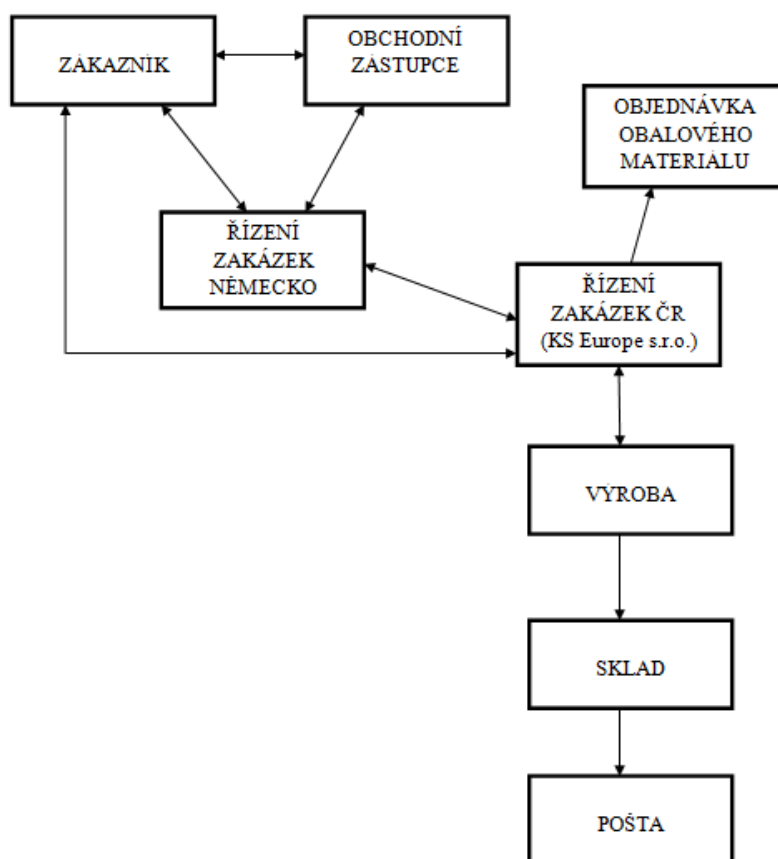 ZÁKAZNÍK
OBCHODNÍ
ZÁSTUPCE
OBJEDNÁVKA
OBALOVÉHO
MATERIÁLU
ŘÍZENÍ
ZAKÁZEK
NĚMECKO
ŘÍZENÍ
ZAKÁZEK ČR
(KS Europe s.r.o.)
VÝROBA
SKLAD
POŠTA